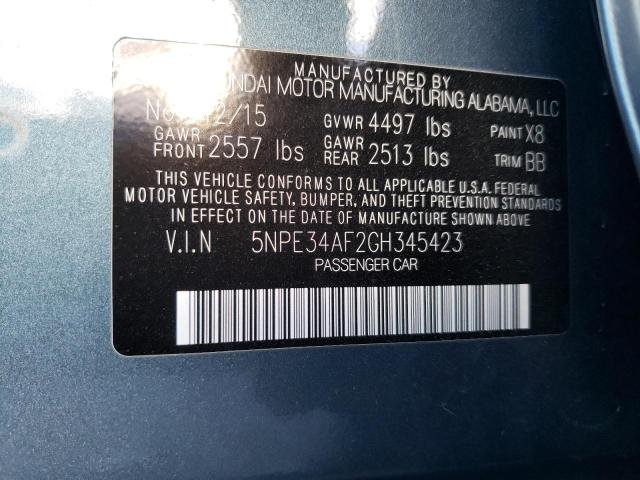 MANUFACTURED BY
HYUNDAI MOTOR MANUFACTURING ALABAMA, LLC
12/15 GVWR 4497 lbs PAINT X8
GAWR FRONT 2557 lbs GAWR REAR 2513 lbs TRIM BB
THIS VEHICLE CONFORMS TO ALL APPLICABLE U.S.A. FEDERAL
MOTOR VEHICLE SAFETY, BUMPER, AND THEFT PREVENTION STANDARDS
IN EFFECT ON THE DATE OF MANUFACTURE SHOWN ABOVE.
V.I.N 5NPE34AF2GH345423
PASSENGER CAR